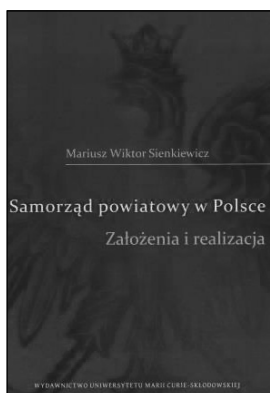 Mariusz Wiktor Sienkiewicz
Samorząd powiatowy w Polsce
Założenia i realizacja
WYDAWNICTWO UNIWERSYTETU MARII CURIE-SKŁODOWSKIEJ